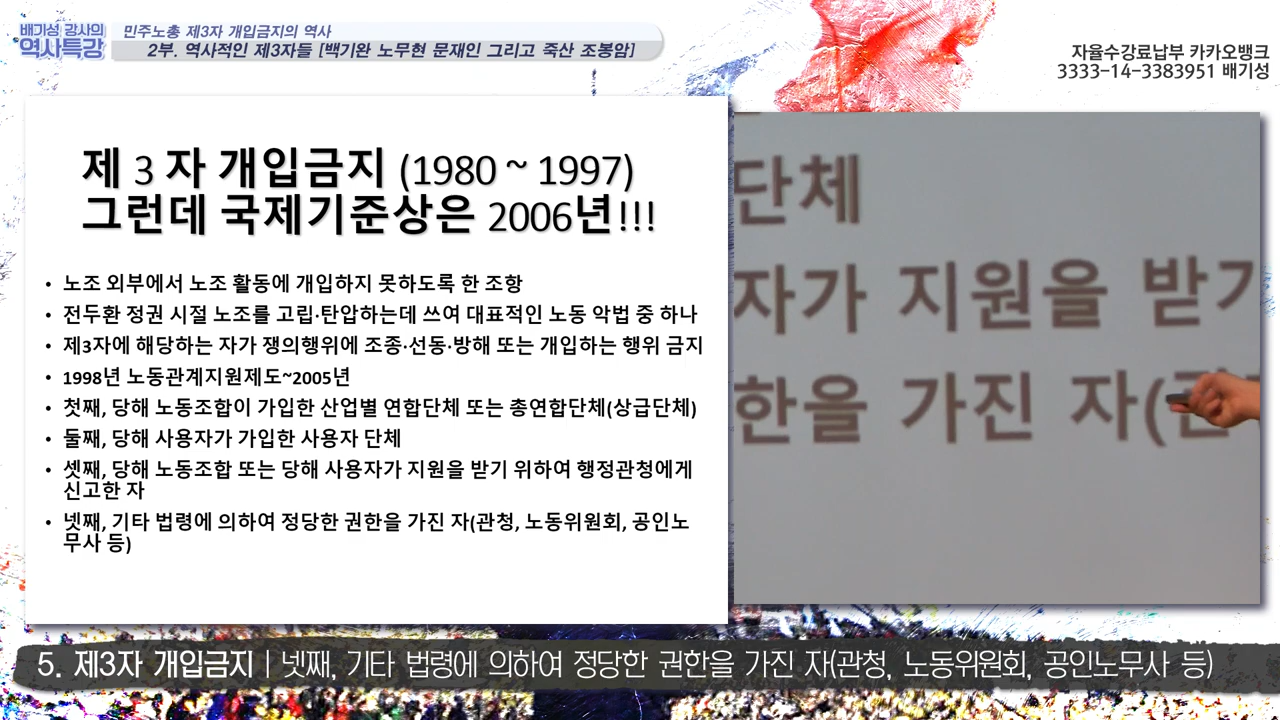 배기성 강사의
역사특강
민주노총 제3자 개입금지의 역사
2부. 역사적인 제3자들 [백기완 노무현 문재인 그리고 죽산 조봉암]
자율수강료납부 카카오뱅크
3333-14-3383951 배기성
제 3 자 개입금지 (1980 ~ 1997)
그런데 국제기준상은 2006년!!!
• 노조 외부에서 노조 활동에 개입하지 못하도록 한 조항
• 전두환 정권 시절 노조를 고립·탄압하는데 쓰여 대표적인 노동 악법 중 하나
• 제3자에 해당하는 자가 쟁의행위에 조종·선동·방해 또는 개입하는 행위 금지
• 1998년 노동관계지원제도~2005년
• 첫째, 당해 노동조합이 가입한 산업별 연합단체 또는 총연합단체(상급단체)
• 둘째, 당해 사용자가 가입한 사용자 단체
• 셋째, 당해 노동조합 또는 당해 사용자가 지원을 받기 위하여 행정관청에게
신고한 자
• 넷째, 기타 법령에 의하여 정당한 권한을 가진 자(관청, 노동위원회, 공인노
무사 등)
단체
자가 지원을 받기
한을 가진 자(관
5. 제3자 개입금지 | 넷째, 기타 법령에 의하여 정당한 권한을 가진 자(관청, 노동위원회, 공인노무사 등)